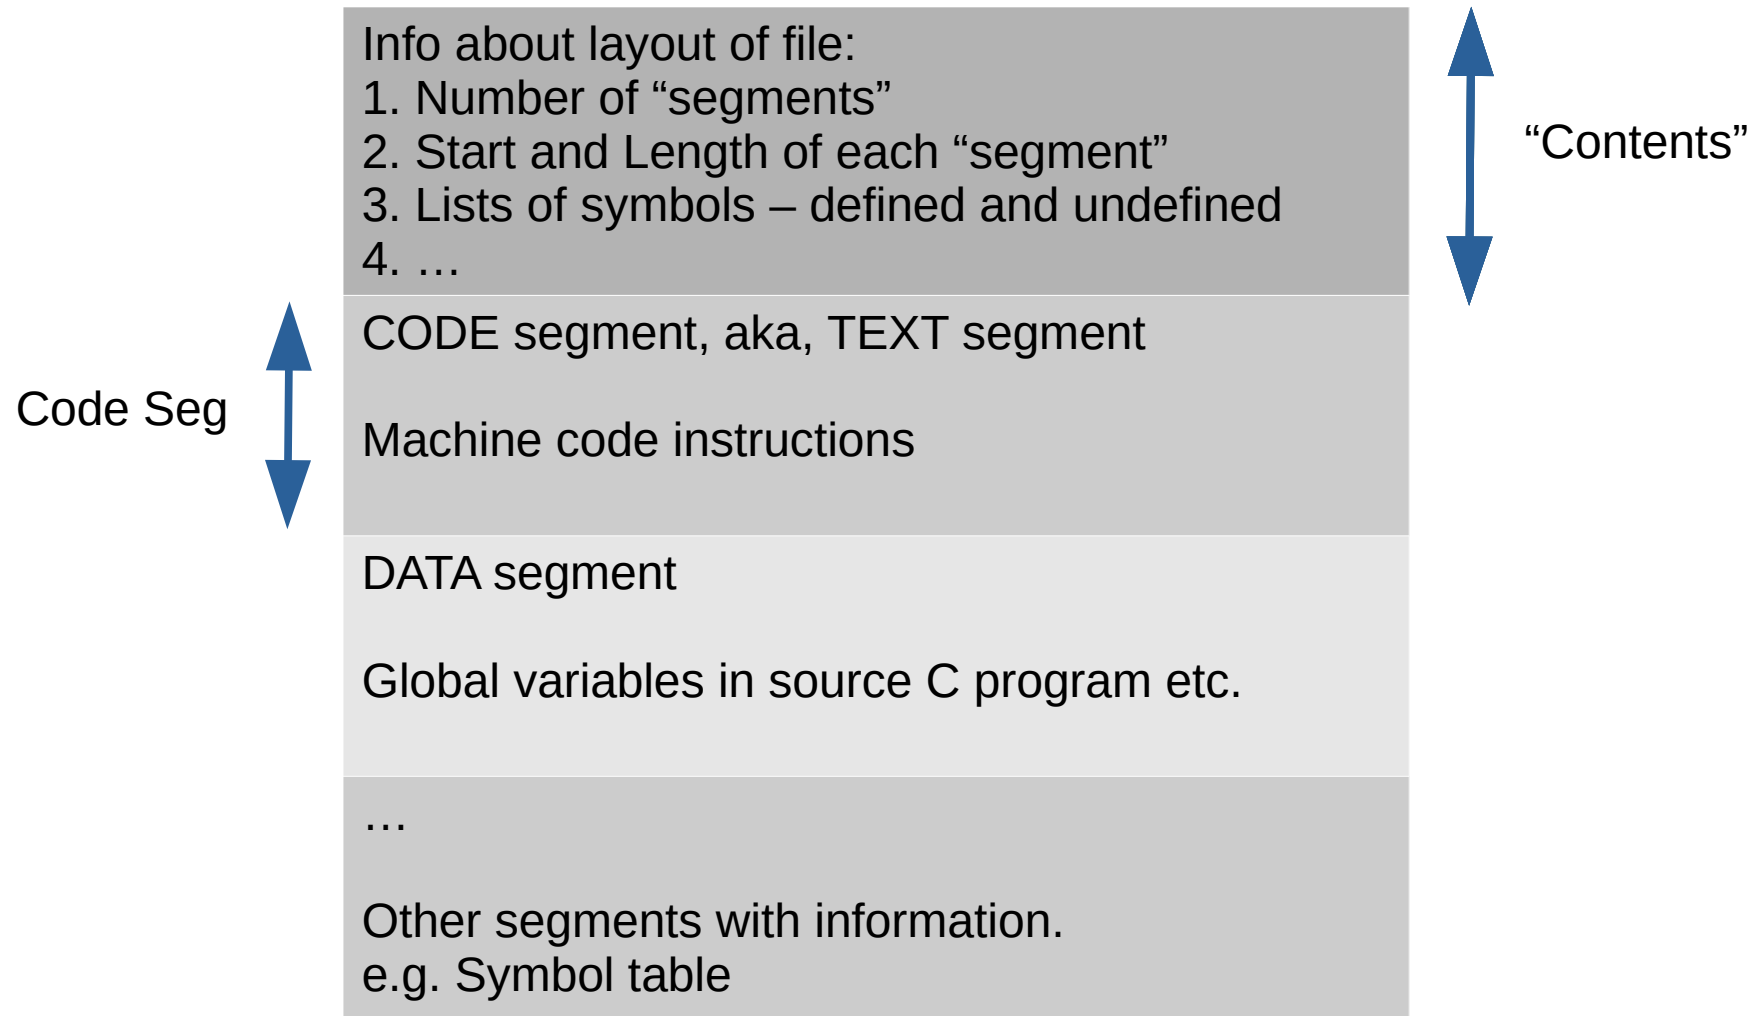 Info about layout of file:
1. Number of “segments”
2. Start and Length of each “segment”
3. Lists of symbols – defined and undefined
4. …
“Contents”
CODE segment, aka, TEXT segment
Code Seg
Machine code instructions
DATA segment
Global variables in source C program etc.
…
Other segments with information.
e.g. Symbol table